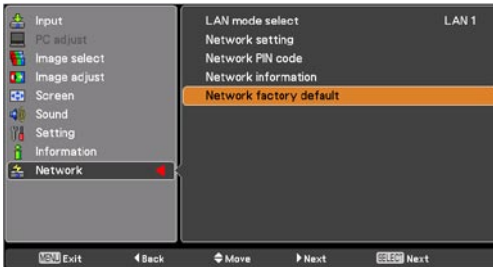 Input
PC adjust
Image select
Image adjust
Screen
Sound
Setting
Information
Network
LAN mode select LAN 1
Network setting
Network PIN code
Network information
Network factory default
MENU Exit Back Move Next SELECT Next